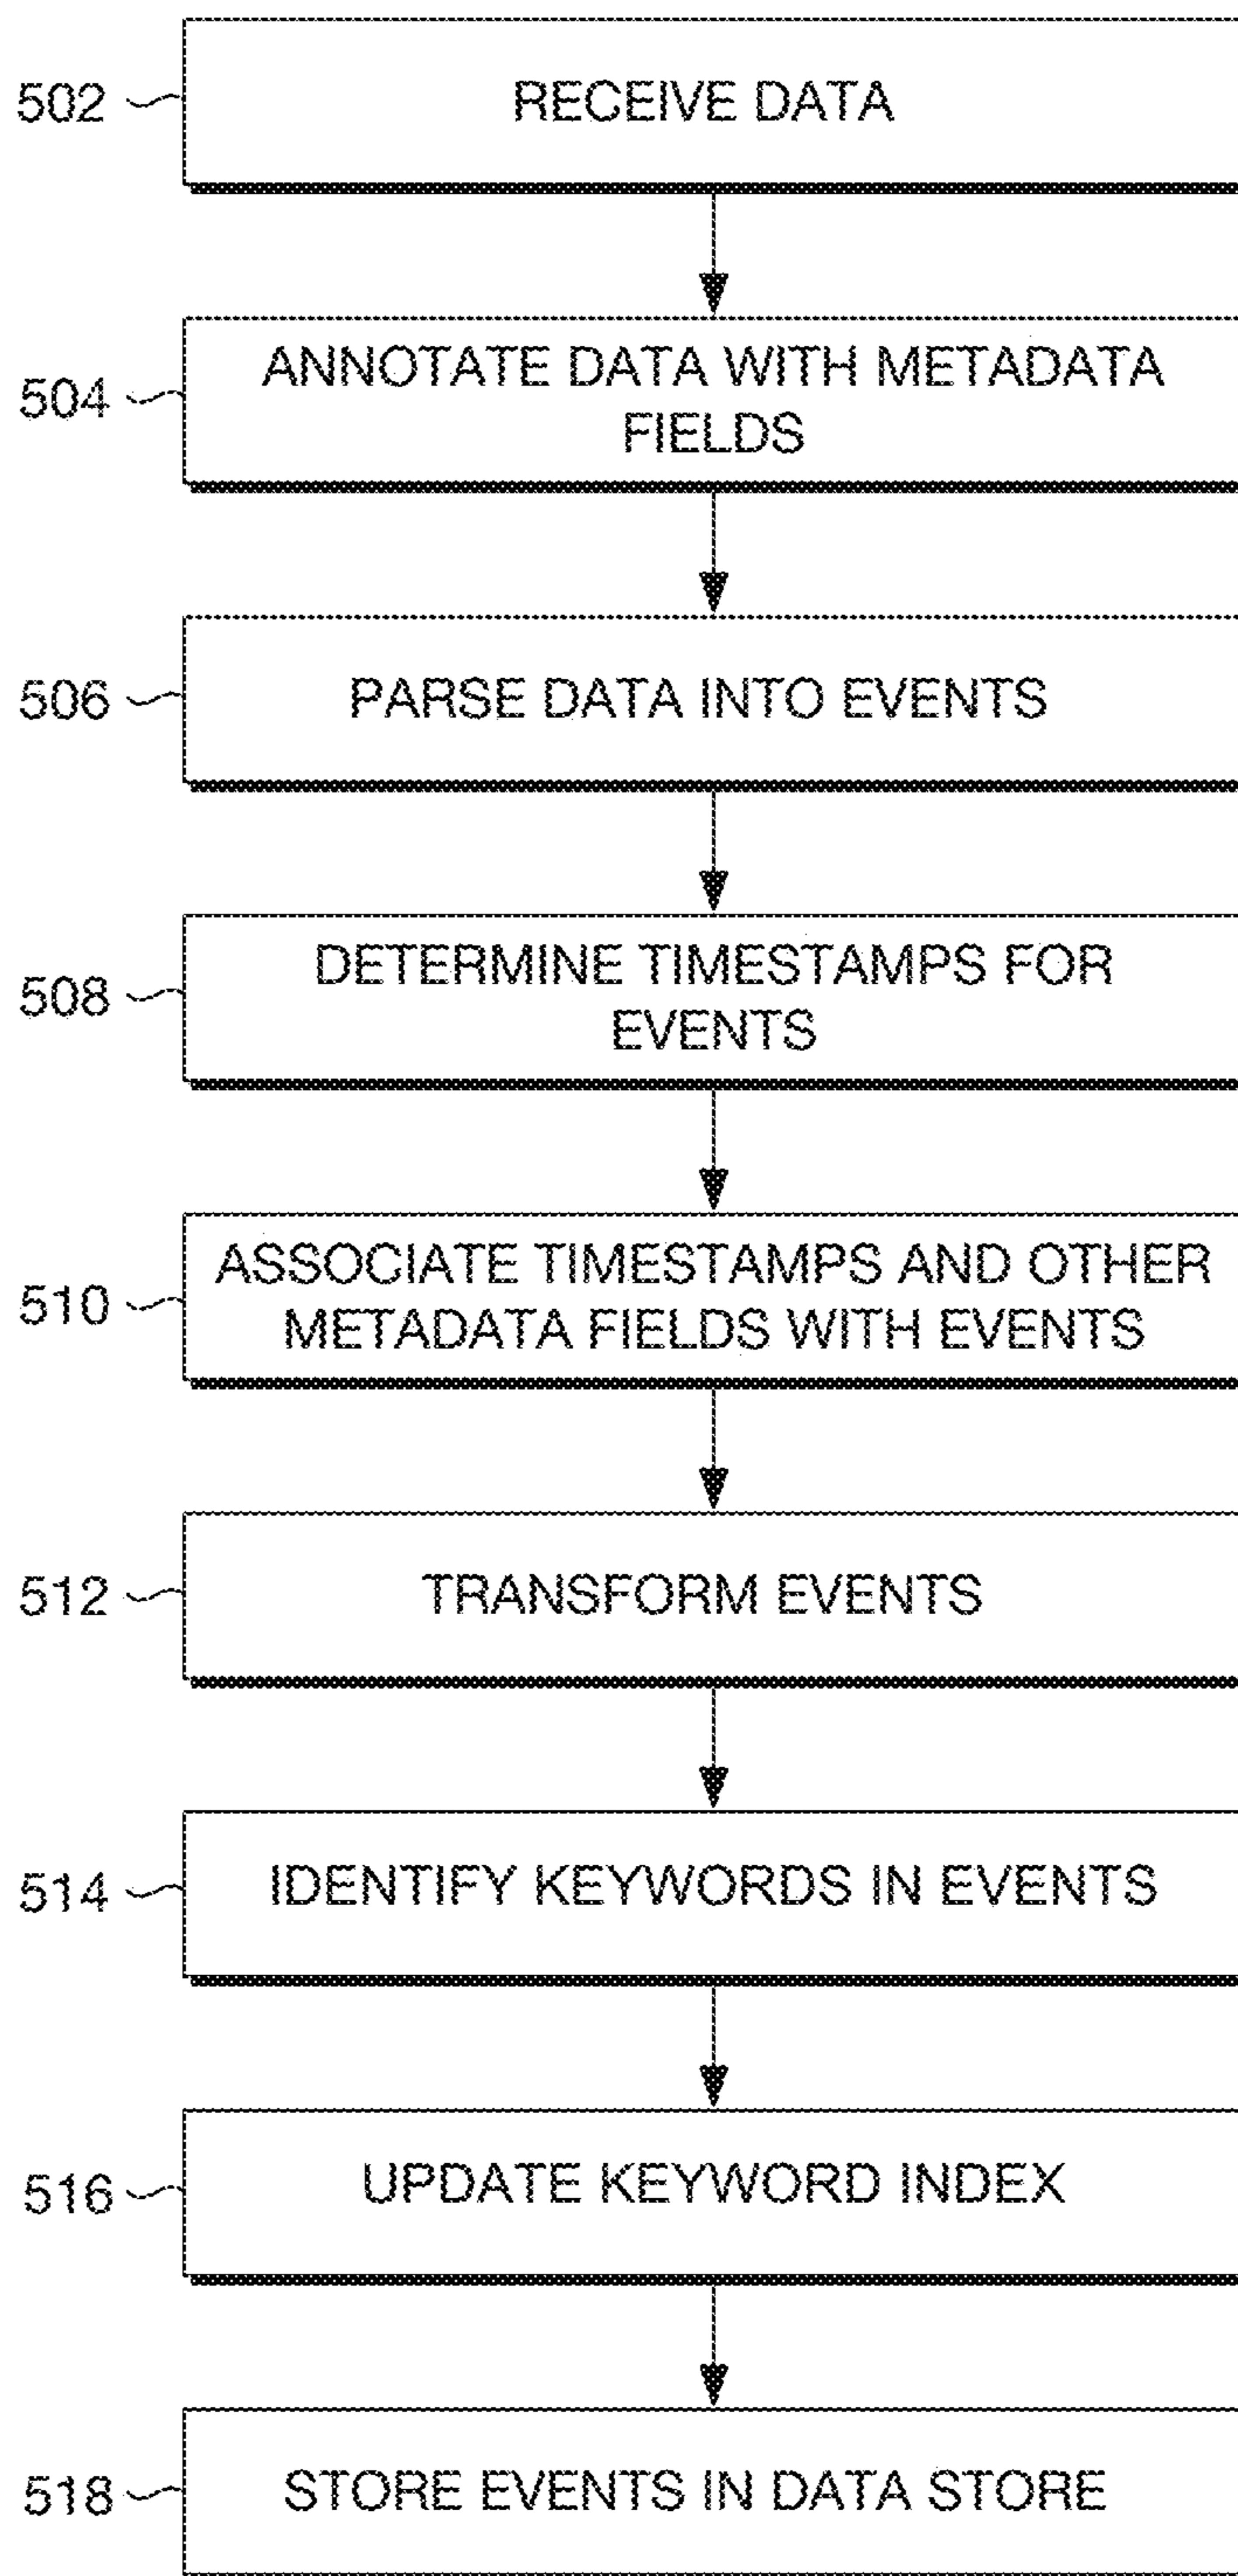 502
RECEIVE DATA
504
ANNOTATE DATA WITH METADATA
FIELDS
506
PARSE DATA INTO EVENTS
508
DETERMINE TIMESTAMPS FOR
EVENTS
510
ASSOCIATE TIMESTAMPS AND OTHER
METADATA FIELDS WITH EVENTS
512
TRANSFORM EVENTS
514
IDENTIFY KEYWORDS IN EVENTS
516
UPDATE KEYWORD INDEX
518
STORE EVENTS IN DATA STORE